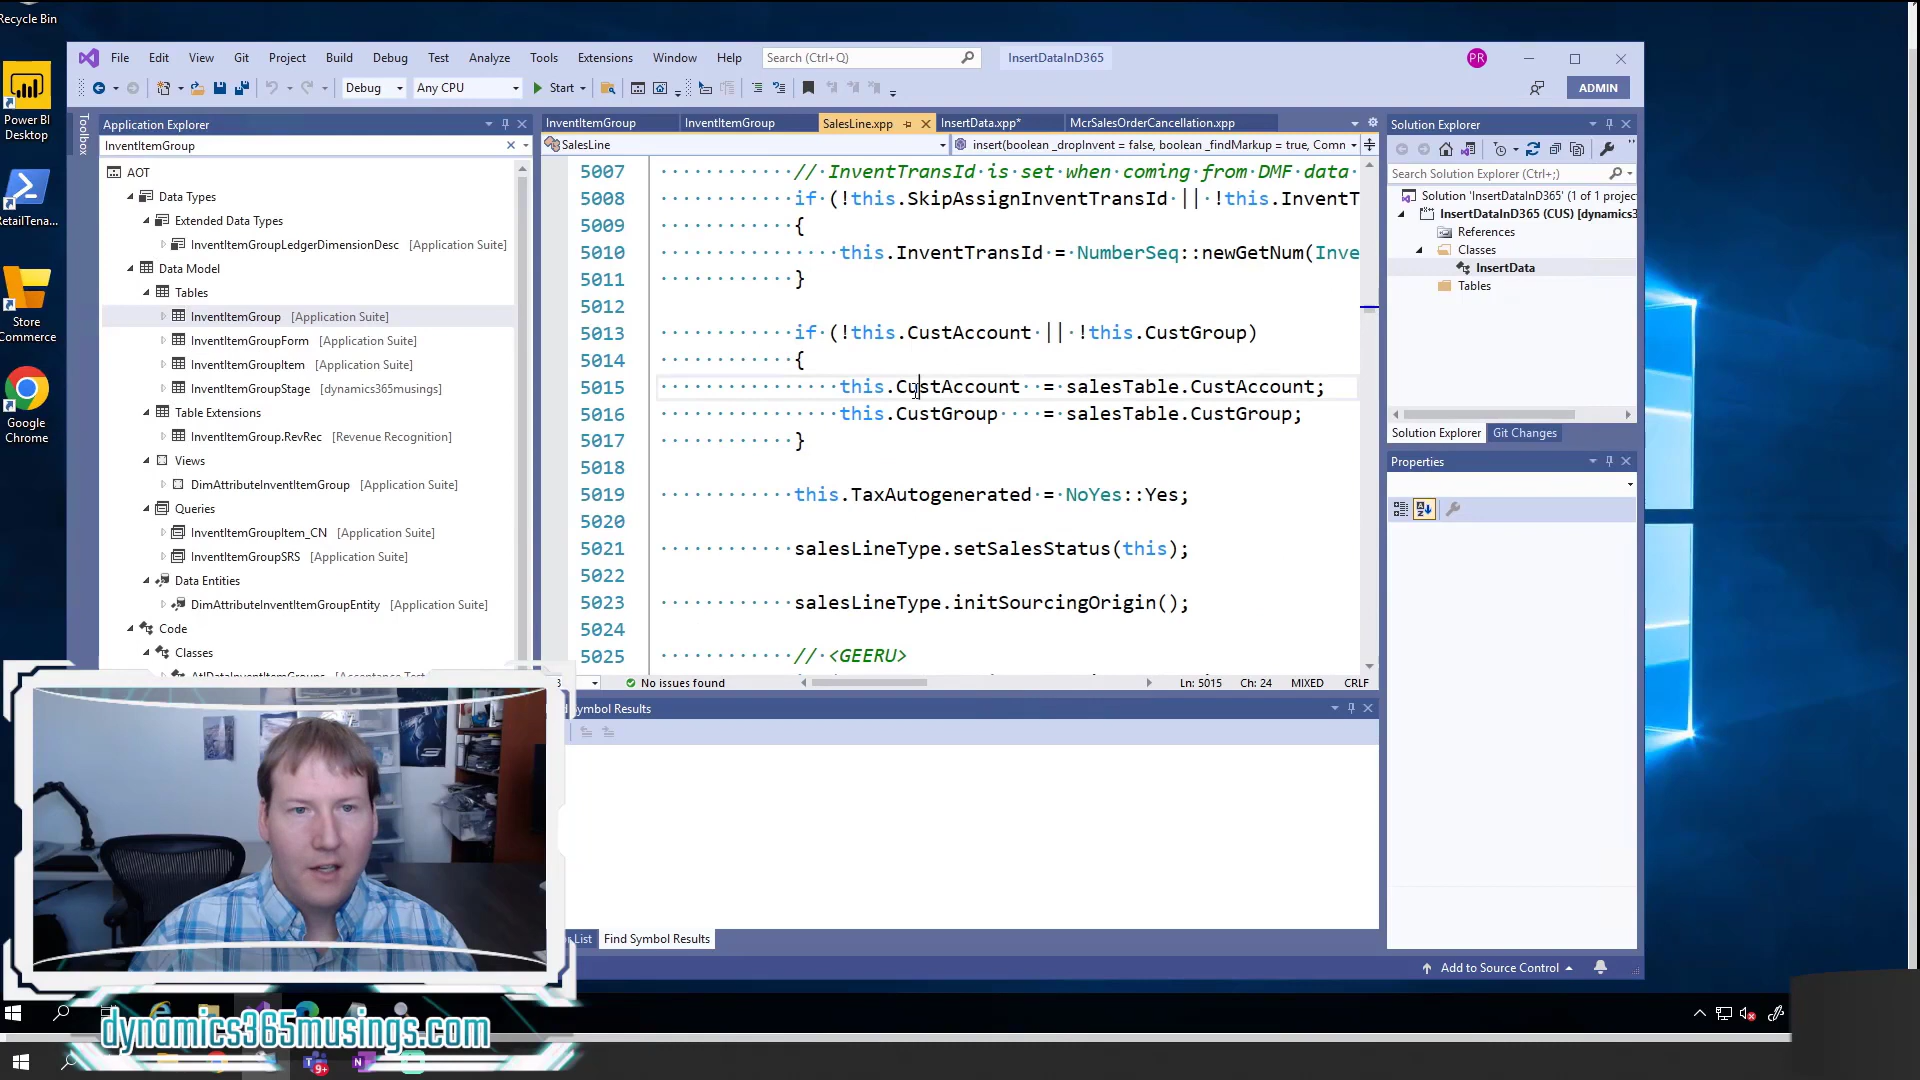 Recycle Bin
Power BI
Desktop
RetailTena...
Store
Commerce
Google
Chrome
File Edit View Git Project Build Debug Test Analyze Tools Extensions Window Help Search (Ctrl+Q) InsertDataInD365 PR
Debug Any CPU Start ADMIN
Toolbox
Application Explorer
InventItemGroup
AOT
Data Types
Extended Data Types
InventItemGroupLedgerDimensionDesc [Application Suite]
Data Model
Tables
InventItemGroup [Application Suite]
InventItemGroupForm [Application Suite]
InventItemGroupItem [Application Suite]
InventItemGroupStage [dynamics365musings]
Table Extensions
InventItemGroup.RevRec [Revenue Recognition]
Views
DimAttributeInventItemGroup [Application Suite]
Queries
InventItemGroupItem_CN [Application Suite]
InventItemGroupSRS [Application Suite]
Data Entities
DimAttributeInventItemGroupEntity [Application Suite]
Code
Classes
InventItemGroup InventItemGroup SalesLine.xpp InsertData.xpp* McrSalesOrderCancellation.xpp
SalesLine insert(boolean _dropInvent = false, boolean _findMarkup = true, Comn
5007 // InventTransId is set when coming from DMF data
5008 if (!this.SkipAssignInventTransId || !this.InventT
5009 {
5010 this.InventTransId = NumberSeq::newGetNum(Inve
5011 }
5012
5013 if (!this.CustAccount || !this.CustGroup)
5014 {
5015 this.CustAccount = salesTable.CustAccount;
5016 this.CustGroup = salesTable.CustGroup;
5017 }
5018
5019 this.TaxAutogenerated = NoYes::Yes;
5020
5021 salesLineType.setSalesStatus(this);
5022
5023 salesLineType.initSourcingOrigin();
5024
5025 // <GEERU>
No issues found Ln: 5015 Ch: 24 MIXED CRLF
Symbol Results
List Find Symbol Results
Solution Explorer
Search Solution Explorer (Ctrl+;)
Solution 'InsertDataInD365' (1 of 1 projec
InsertDataInD365 (CUS) [dynamics3
References
Classes
InsertData
Tables
Solution Explorer Git Changes
Properties
Add to Source Control
dynamics365musings.com
9+